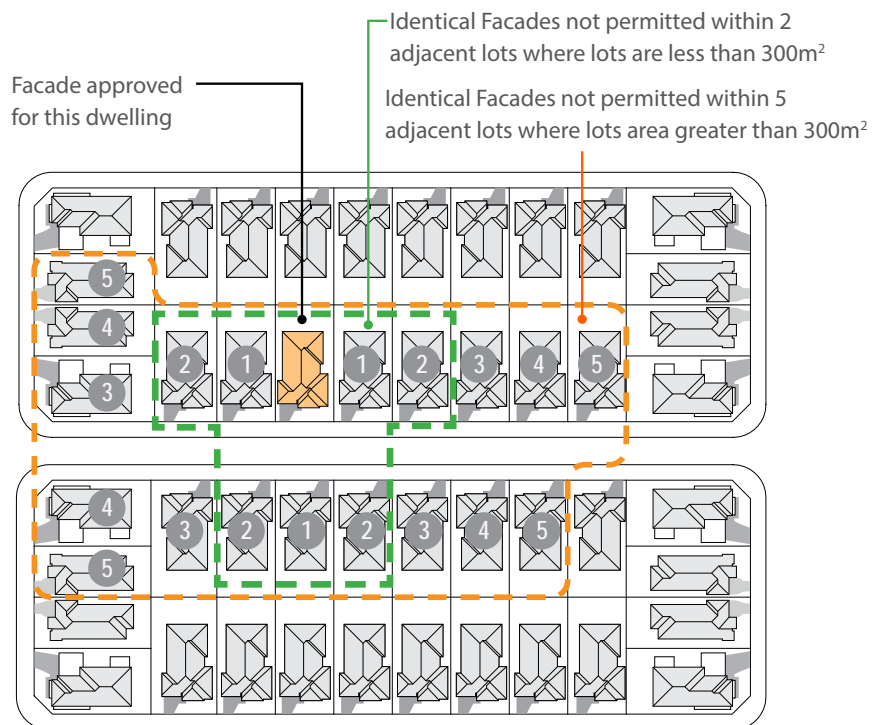 Identical Facades not permitted within 2
adjacent lots where lots are less than 300m²
Facade approved
for this dwelling
Identical Facades not permitted within 5
adjacent lots where lots area greater than 300m²
5
4
3
2 1 1 2 3 4 5
4
3 2 1 2 3 4 5
5